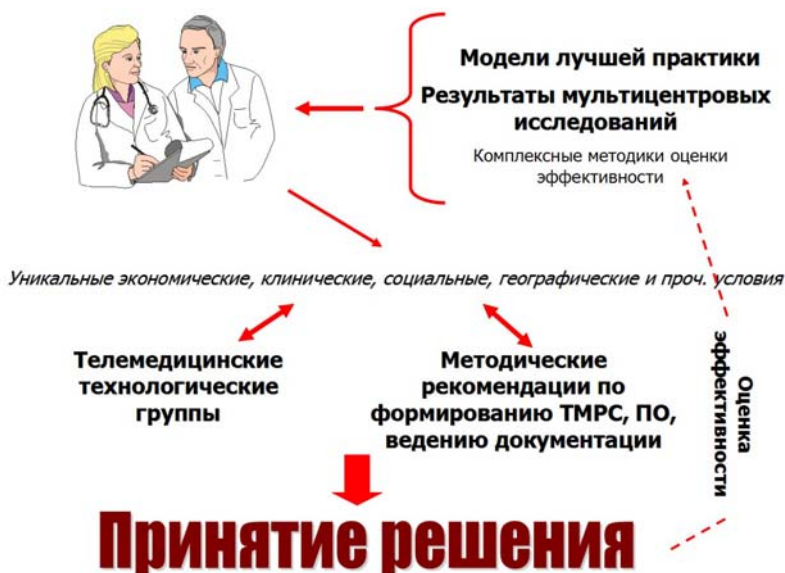 Модели лучшей практики
Результаты мультицентровых
исследований
Комплексные методики оценки
эффективности
Уникальные экономические, клинические, социальные, географические и проч. условия
Телемедицинские
технологические
группы
Методические
рекомендации по
формированию ТМРС, ПО,
ведению документации
Оценка
эффективности
Принятие решения